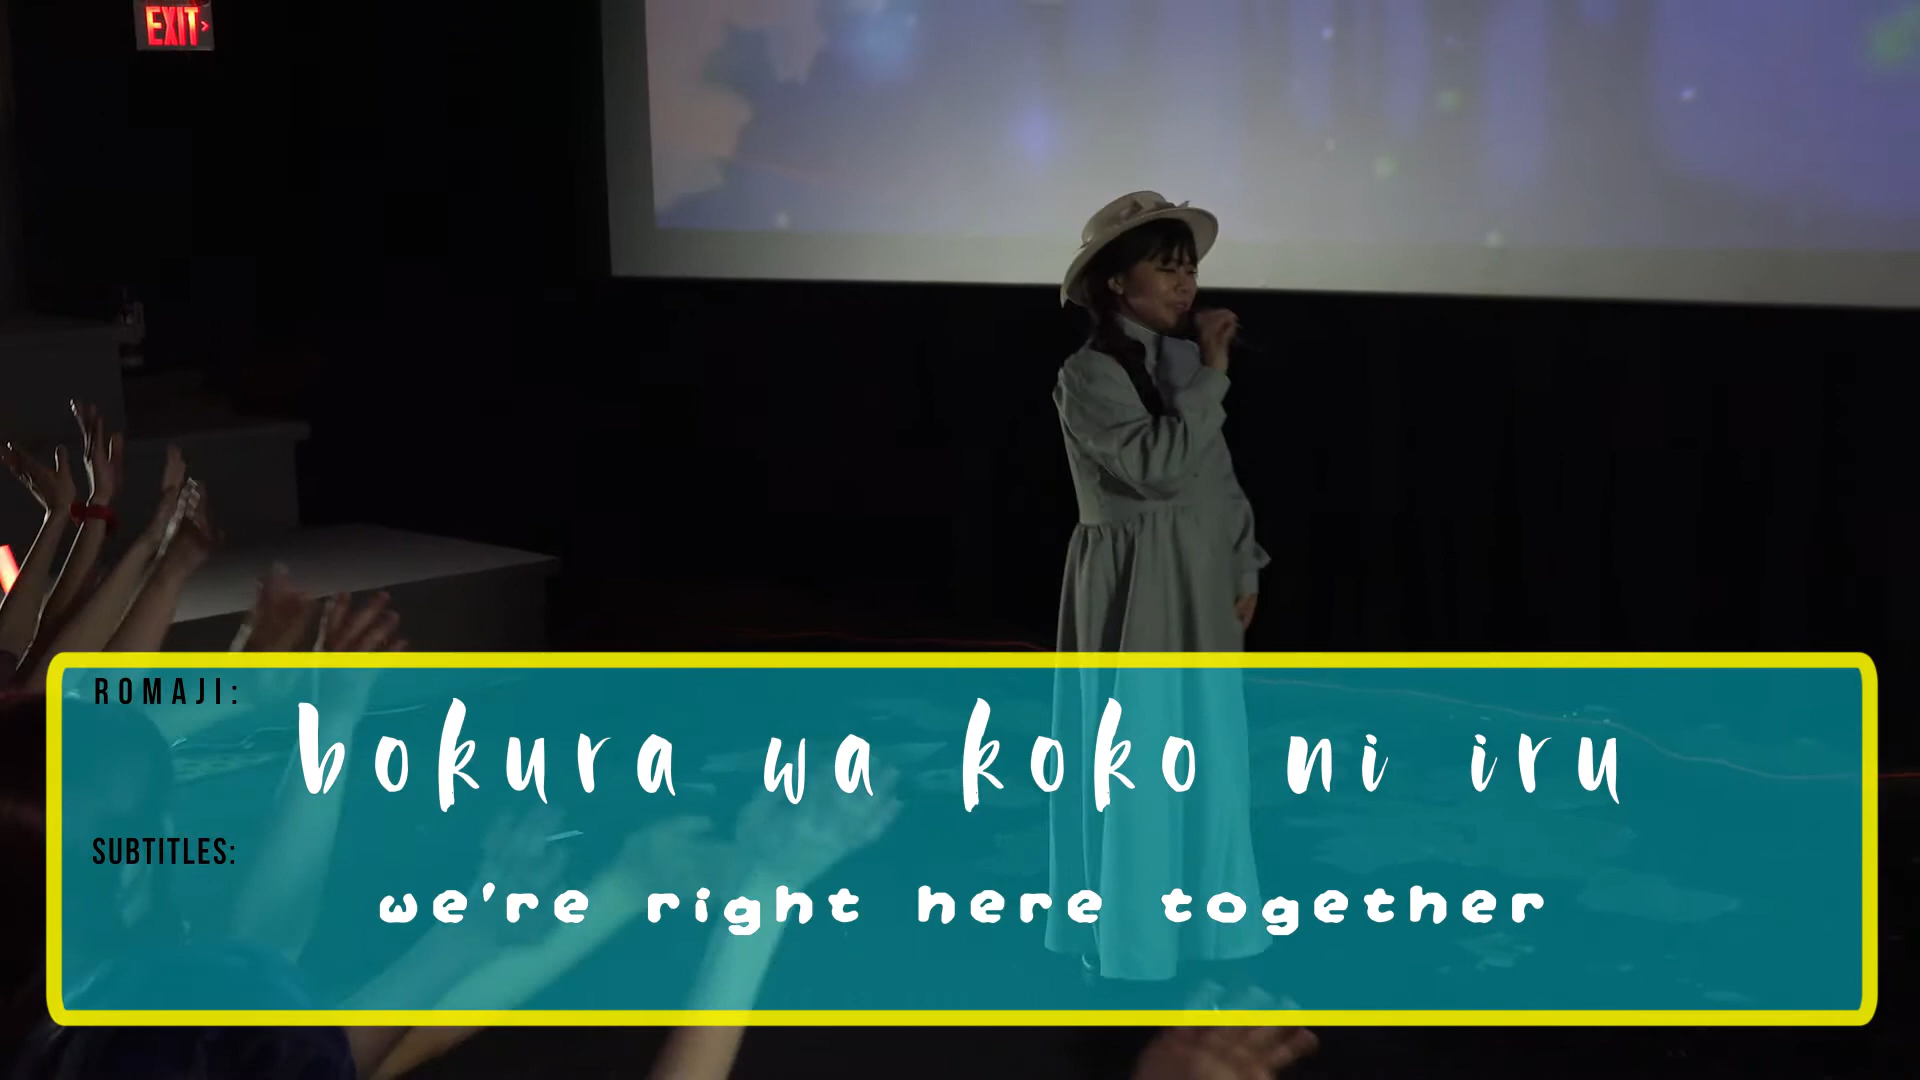 EXIT>
ROMAJI:
bokura wa koko ni iru
SUBTITLES:
we're right here together